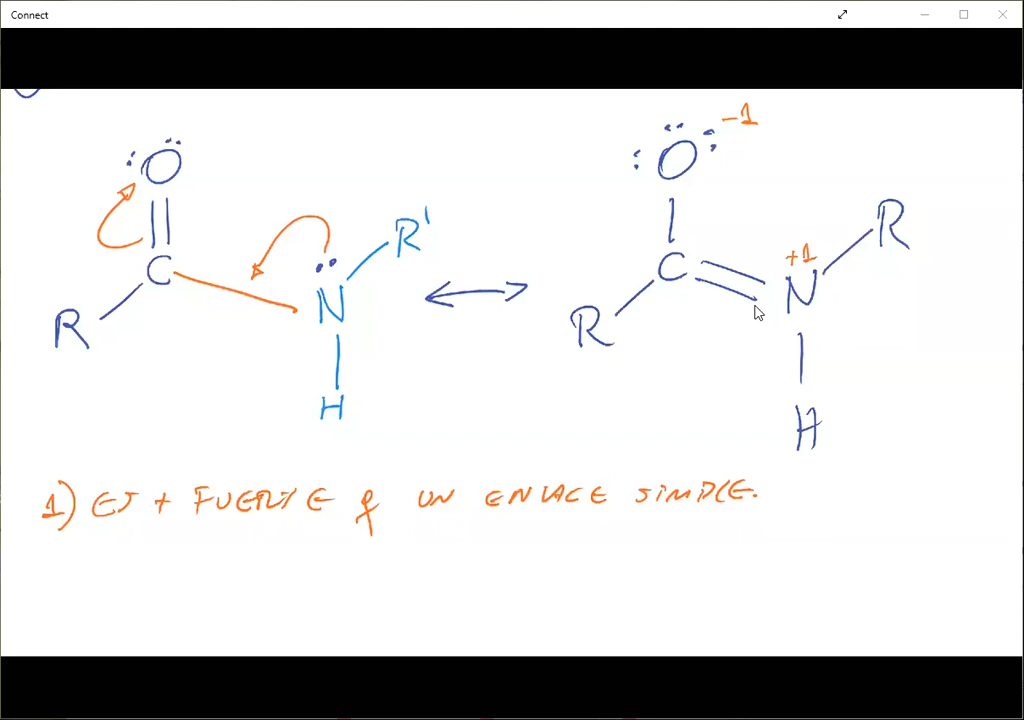 Connect
-1
:Ö
:Ö:
R'
R
+1
C
C
N
N
R
R
H
H
1) ES + FUERTE q UN ENLACE SIMPLE.